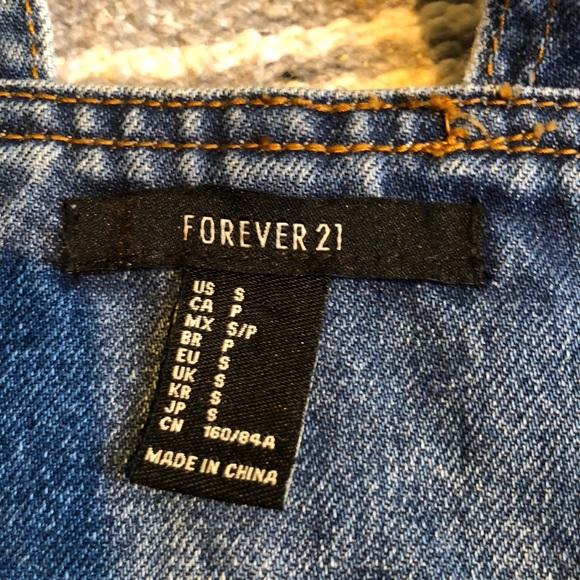 FOREVER 21
US S
CA P
MX S/P
BR P
EU S
UK S
KR S
JP S
CN 160/84A
MADE IN CHINA